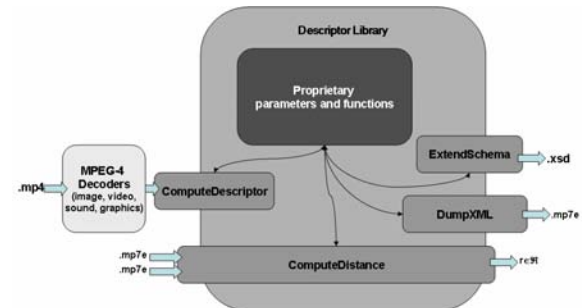 Descriptor Library
Proprietary
parameters and functions
ExtendSchema
.xsd
MPEG-4
Decoders
(image, video,
sound, graphics)
.mp4
ComputeDescriptor
DumpXML
.mp7e
.mp7e
.mp7e
ComputeDistance
r∈ℜ